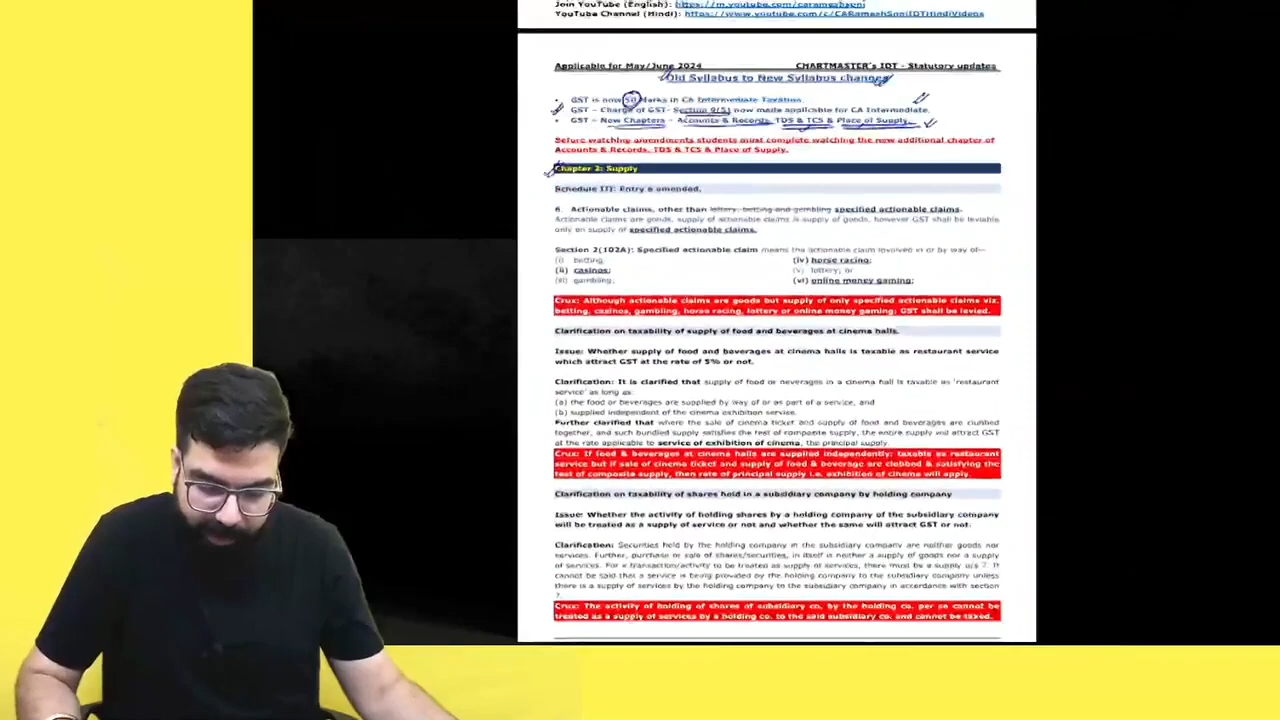 Join YouTube (English): https://m.youtube.com/carameshsoni
YouTube Channel (Hindi): https://www.youtube.com/c/CARameshSoniIDTHindiVideos
Applicable for May/June 2024 CHARTMASTER's IDT - Statutory updates
Old Syllabus to New Syllabus changes
• GST is now 50 Marks in CA Intermediate Taxation.
• GST - Charge of GST- Section 9(5) now made applicable for CA Intermediate.
• GST - New Chapters - Accounts & Records, TDS & TCS & Place of Supply.
Before watching amendments students must complete watching the new additional chapter of
Accounts & Records, TDS & TCS & Place of Supply.
Chapter 2: Supply
Schedule III: Entry 6 amended.
6. Actionable claims, other than lottery, betting and gambling specified actionable claims.
Actionable claims are goods, supply of actionable claims is supply of goods, however GST shall be leviable
only on supply of specified actionable claims.
Section 2(102A): Specified actionable claim means the actionable claim involved in or by way of—
(i) betting; (iv) horse racing;
(ii) casinos; (v) lottery; or
(iii) gambling; (vi) online money gaming;
Crux: Although actionable claims are goods but supply of only specified actionable claims viz.
betting, casinos, gambling, horse racing, lottery or online money gaming; GST shall be levied.
Clarification on taxability of supply of food and beverages at cinema halls.
Issue: Whether supply of food and beverages at cinema halls is taxable as restaurant service
which attract GST at the rate of 5% or not.
Clarification: It is clarified that supply of food or beverages in a cinema hall is taxable as 'restaurant
service' as long as:
(a) the food or beverages are supplied by way of or as part of a service, and
(b) supplied independent of the cinema exhibition service.
Further clarified that where the sale of cinema ticket and supply of food and beverages are clubbed
together, and such bundled supply satisfies the test of composite supply, the entire supply will attract GST
at the rate applicable to service of exhibition of cinema, the principal supply.
Crux: If food & beverages at cinema halls are supplied independently; taxable as restaurant
service but if sale of cinema ticket and supply of food & beverage are clubbed & satisfying the
test of composite supply, then rate of principal supply i.e. exhibition of cinema will apply.
Clarification on taxability of shares held in a subsidiary company by holding company
Issue: Whether the activity of holding shares by a holding company of the subsidiary company
will be treated as a supply of service or not and whether the same will attract GST or not.
Clarification: Securities held by the holding company in the subsidiary company are neither goods nor
services. Further, purchase or sale of shares/securities, in itself is neither a supply of goods nor a supply
of services. For a transaction/activity to be treated as supply of services, there must be a supply u/s 7. It
cannot be said that a service is being provided by the holding company to the subsidiary company unless
there is a supply of services by the holding company to the subsidiary company in accordance with section
7.
Crux: The activity of holding of shares of subsidiary co. by the holding co. per se cannot be
treated as a supply of services by a holding co. to the said subsidiary co. and cannot be taxed.